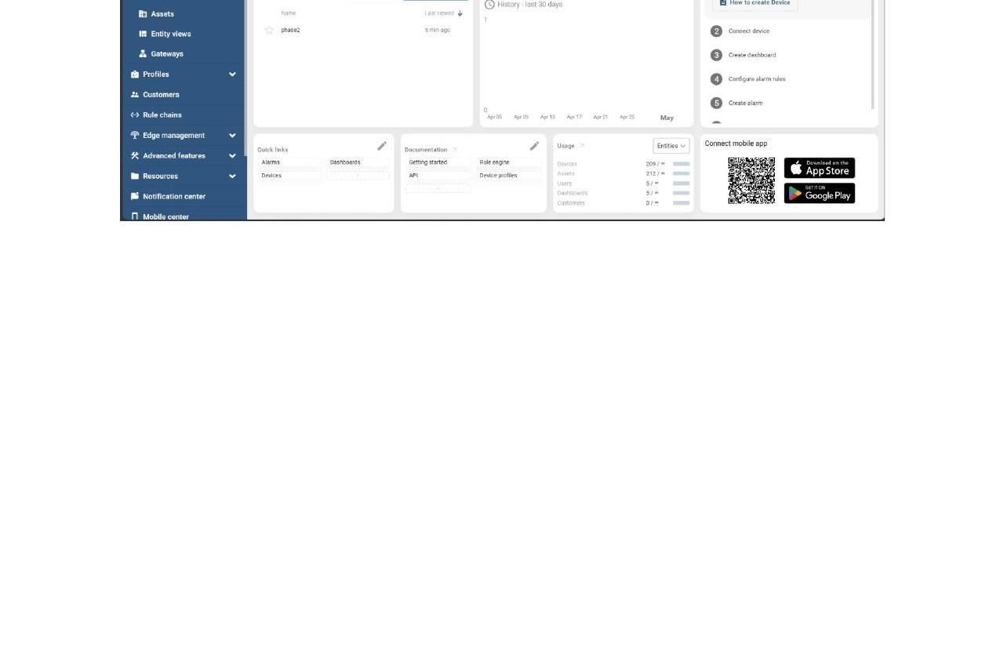 Assets
Entity views
Gateways
Profiles
Customers
Rule chains
Edge management
Advanced features
Resources
Notification center
Mobile center
Name
Last viewed
phase2
5 min ago
History - last 30 days
1
0
Apr 05 Apr 09 Apr 13 Apr 17 Apr 21 Apr 25 May
How to create Device
2 Connect device
3 Create dashboard
4 Configure alarm rules
5 Create alarm
Quick links
Alarms Dashboards
Devices
Documentation
Getting started Rule engine
API Device profiles
Usage Entities
Devices 209 / ∞
Assets 212 / ∞
Users 5 / ∞
Dashboards 5 / ∞
Customers 3 / ∞
Connect mobile app
Download on the
App Store
GET IT ON
Google Play